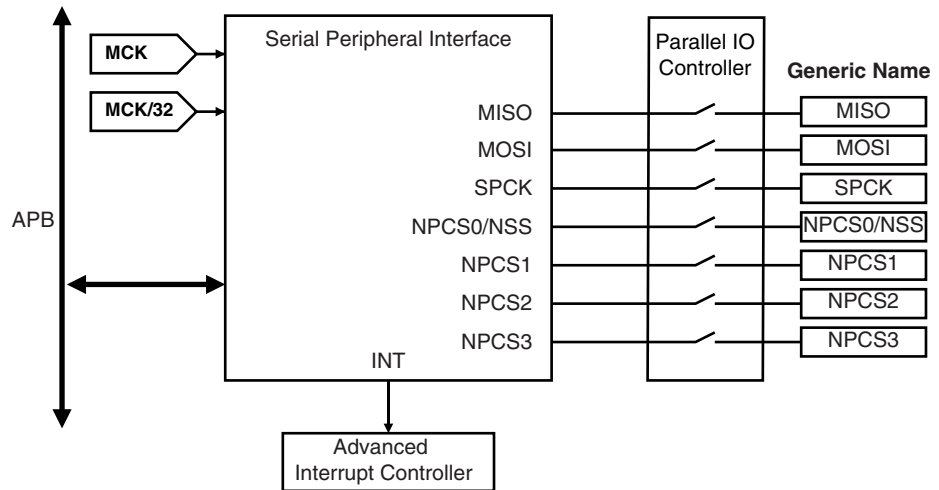 Serial Peripheral Interface
Parallel IO
Controller
Generic Name
MCK
MCK/32
APB
MISO
MOSI
SPCK
NPCS0/NSS
NPCS1
NPCS2
NPCS3
INT
MISO
MOSI
SPCK
NPCS0/NSS
NPCS1
NPCS2
NPCS3
Advanced
Interrupt Controller